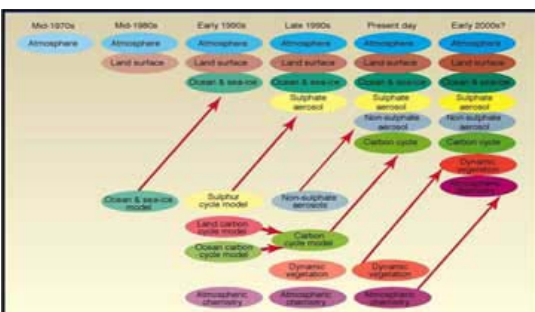 Mid-1970s Mid-1980s Early 1990s Late 1990s Present day Early 2000s?
Atmosphere Atmosphere Atmosphere Atmosphere Atmosphere Atmosphere
Land surface Land surface Land surface Land surface Land surface
Ocean & sea-ice Ocean & sea-ice Ocean & sea-ice Ocean & sea-ice
Sulphate
aerosol
Sulphate
aerosol
Sulphate
aerosol
Non-sulphate
aerosol
Non-sulphate
aerosol
Carbon cycle Carbon cycle
Dynamic
vegetation
Atmospheric
chemistry
Ocean & sea-ice
model
Sulphur
cycle model
Non-sulphate
aerosols
Land carbon
cycle model
Ocean carbon
cycle model
Carbon
cycle model
Dynamic
vegetation
Dynamic
vegetation
Atmospheric
chemistry
Atmospheric
chemistry
Atmospheric
chemistry